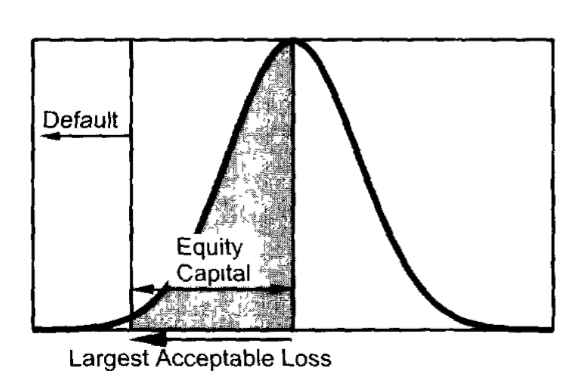 Default
Equity
Capital
Largest Acceptable Loss